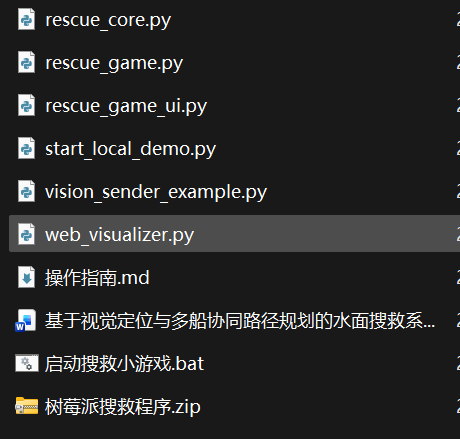 rescue_core.py
rescue_game.py
rescue_game_ui.py
start_local_demo.py
vision_sender_example.py
web_visualizer.py
操作指南.md
基于视觉定位与多船协同路径规划的水面搜救系...
启动搜救小游戏.bat
树莓派搜救程序.zip